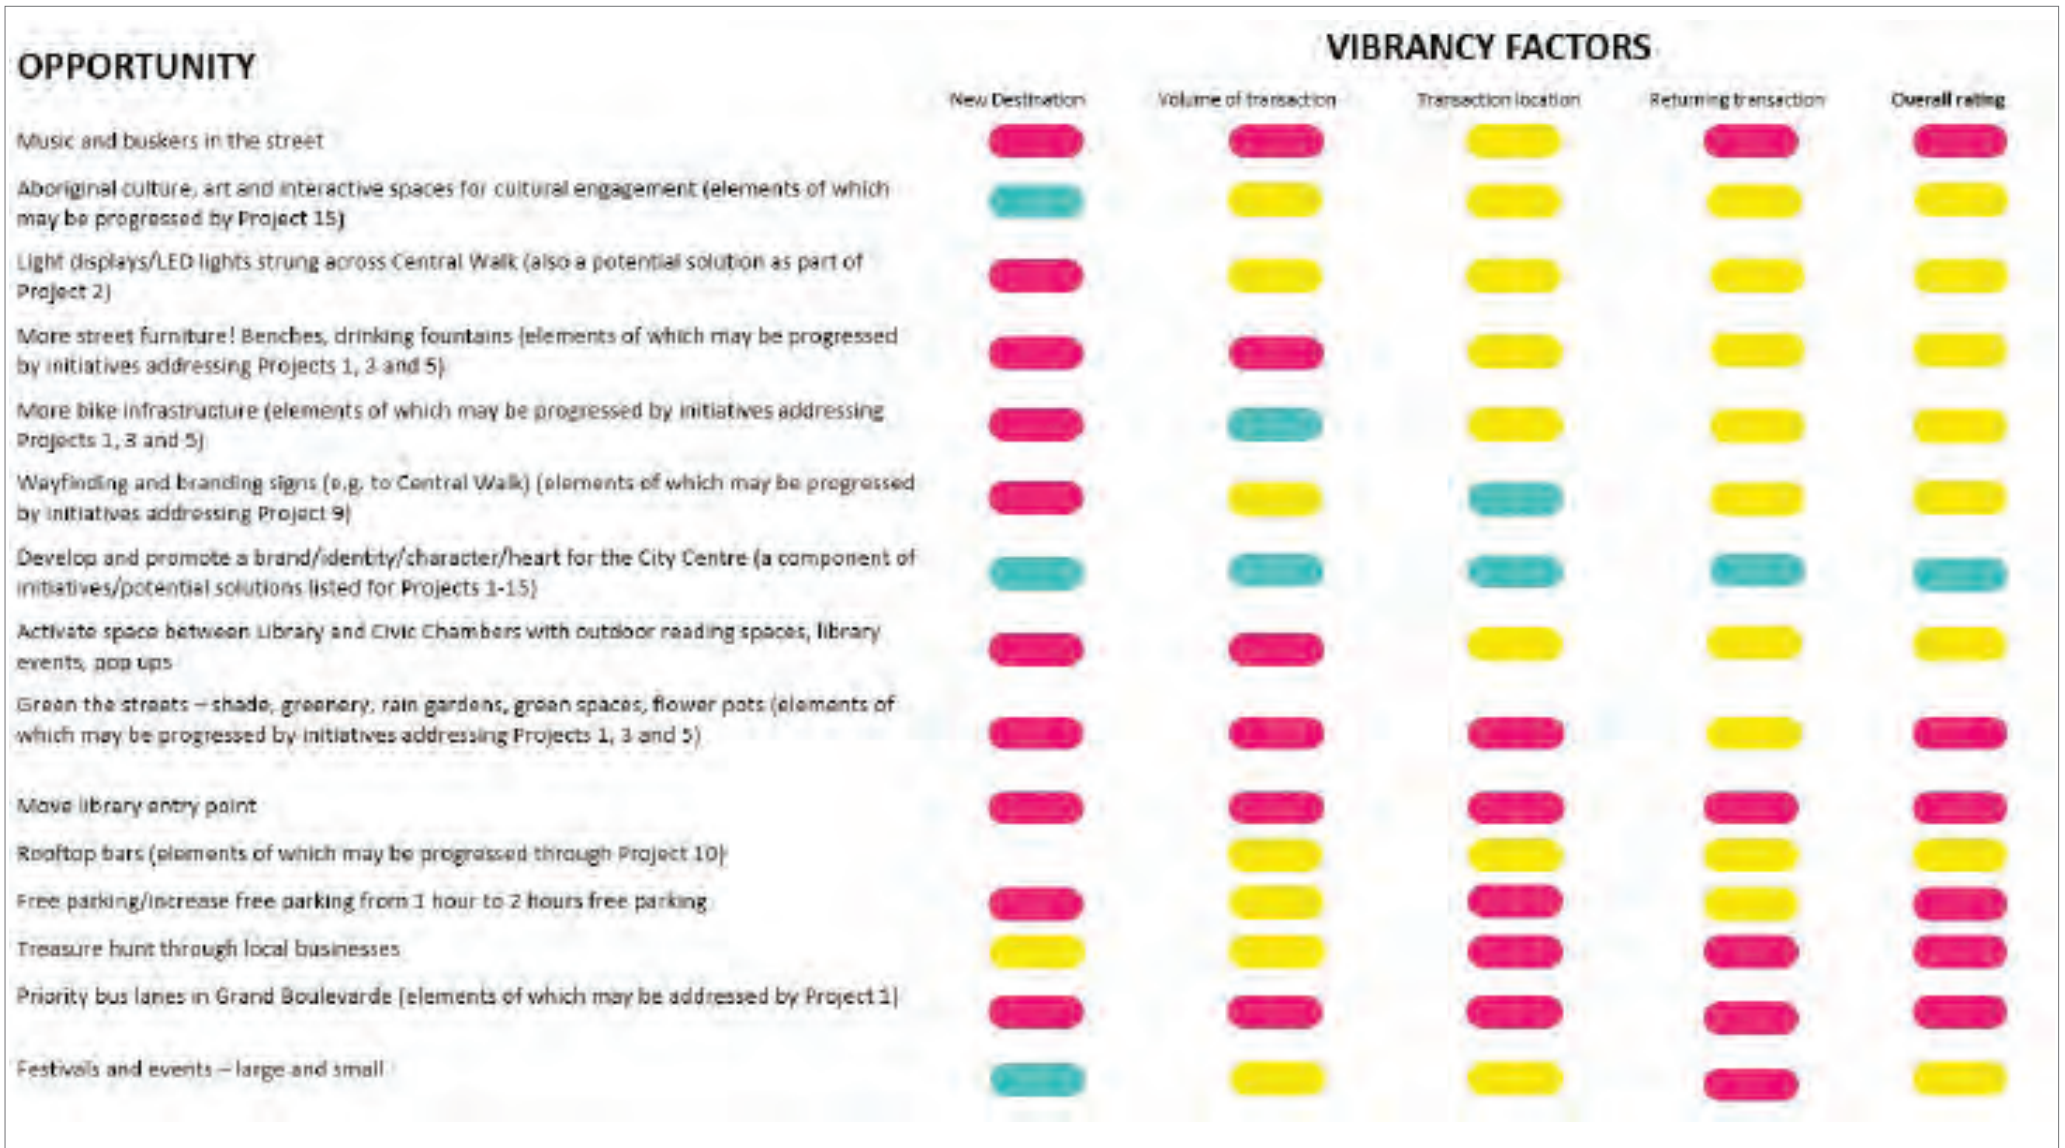 OPPORTUNITY
VIBRANCY FACTORS
New Destination
Volume of transaction
Transaction location
Returning transaction
Overall rating
Music and buskers in the street
Aboriginal culture, art and interactive spaces for cultural engagement (elements of which
may be progressed by Project 15)
Light displays/LED lights strung across Central Walk (also a potential solution as part of
Project 2)
More street furniture! Benches, drinking fountains (elements of which may be progressed
by initiatives addressing Projects 1, 3 and 5)
More bike infrastructure (elements of which may be progressed by initiatives addressing
Projects 1, 3 and 5)
Wayfinding and branding signs (e.g. to Central Walk) (elements of which may be progressed
by initiatives addressing Project 9)
Develop and promote a brand/identity/character/heart for the City Centre (a component of
initiatives/potential solutions listed for Projects 1-15)
Activate space between Library and Civic Chambers with outdoor reading spaces, library
events, pop ups
Green the streets – shade, greenery, rain gardens, green spaces, flower pots (elements of
which may be progressed by initiatives addressing Projects 1, 3 and 5)
Move library entry point
Rooftop bars (elements of which may be progressed through Project 10)
Free parking/increase free parking from 1 hour to 2 hours free parking
Treasure hunt through local businesses
Priority bus lanes in Grand Boulevarde (elements of which may be addressed by Project 1)
Festivals and events – large and small